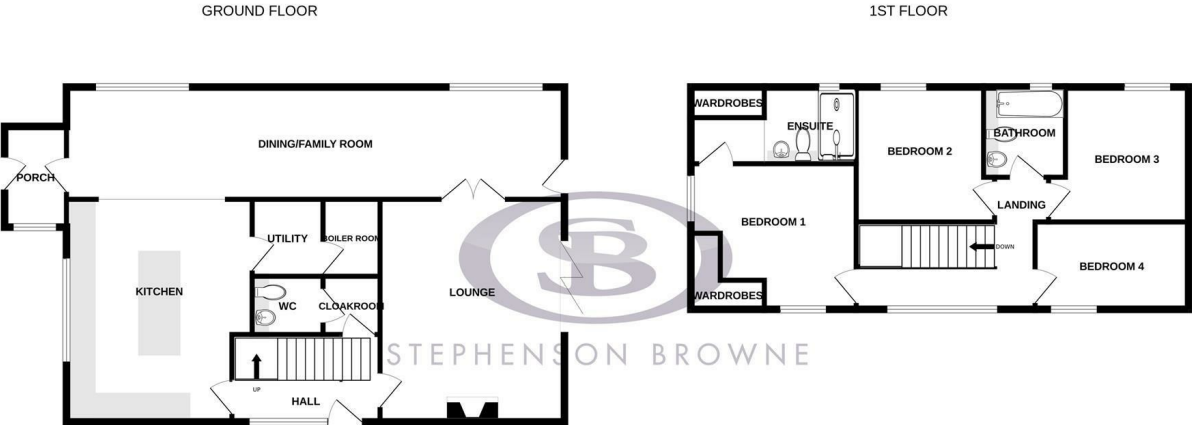 GROUND FLOOR
1ST FLOOR
DINING/FAMILY ROOM
PORCH
UTILITY
BOILER ROOM
KITCHEN
WC
CLOAKROOM
LOUNGE
UP
HALL
WARDROBES
ENSUITE
BEDROOM 2
BATHROOM
BEDROOM 3
LANDING
BEDROOM 1
DOWN
BEDROOM 4
WARDROBES
SB
STEPHENSON BROWNE